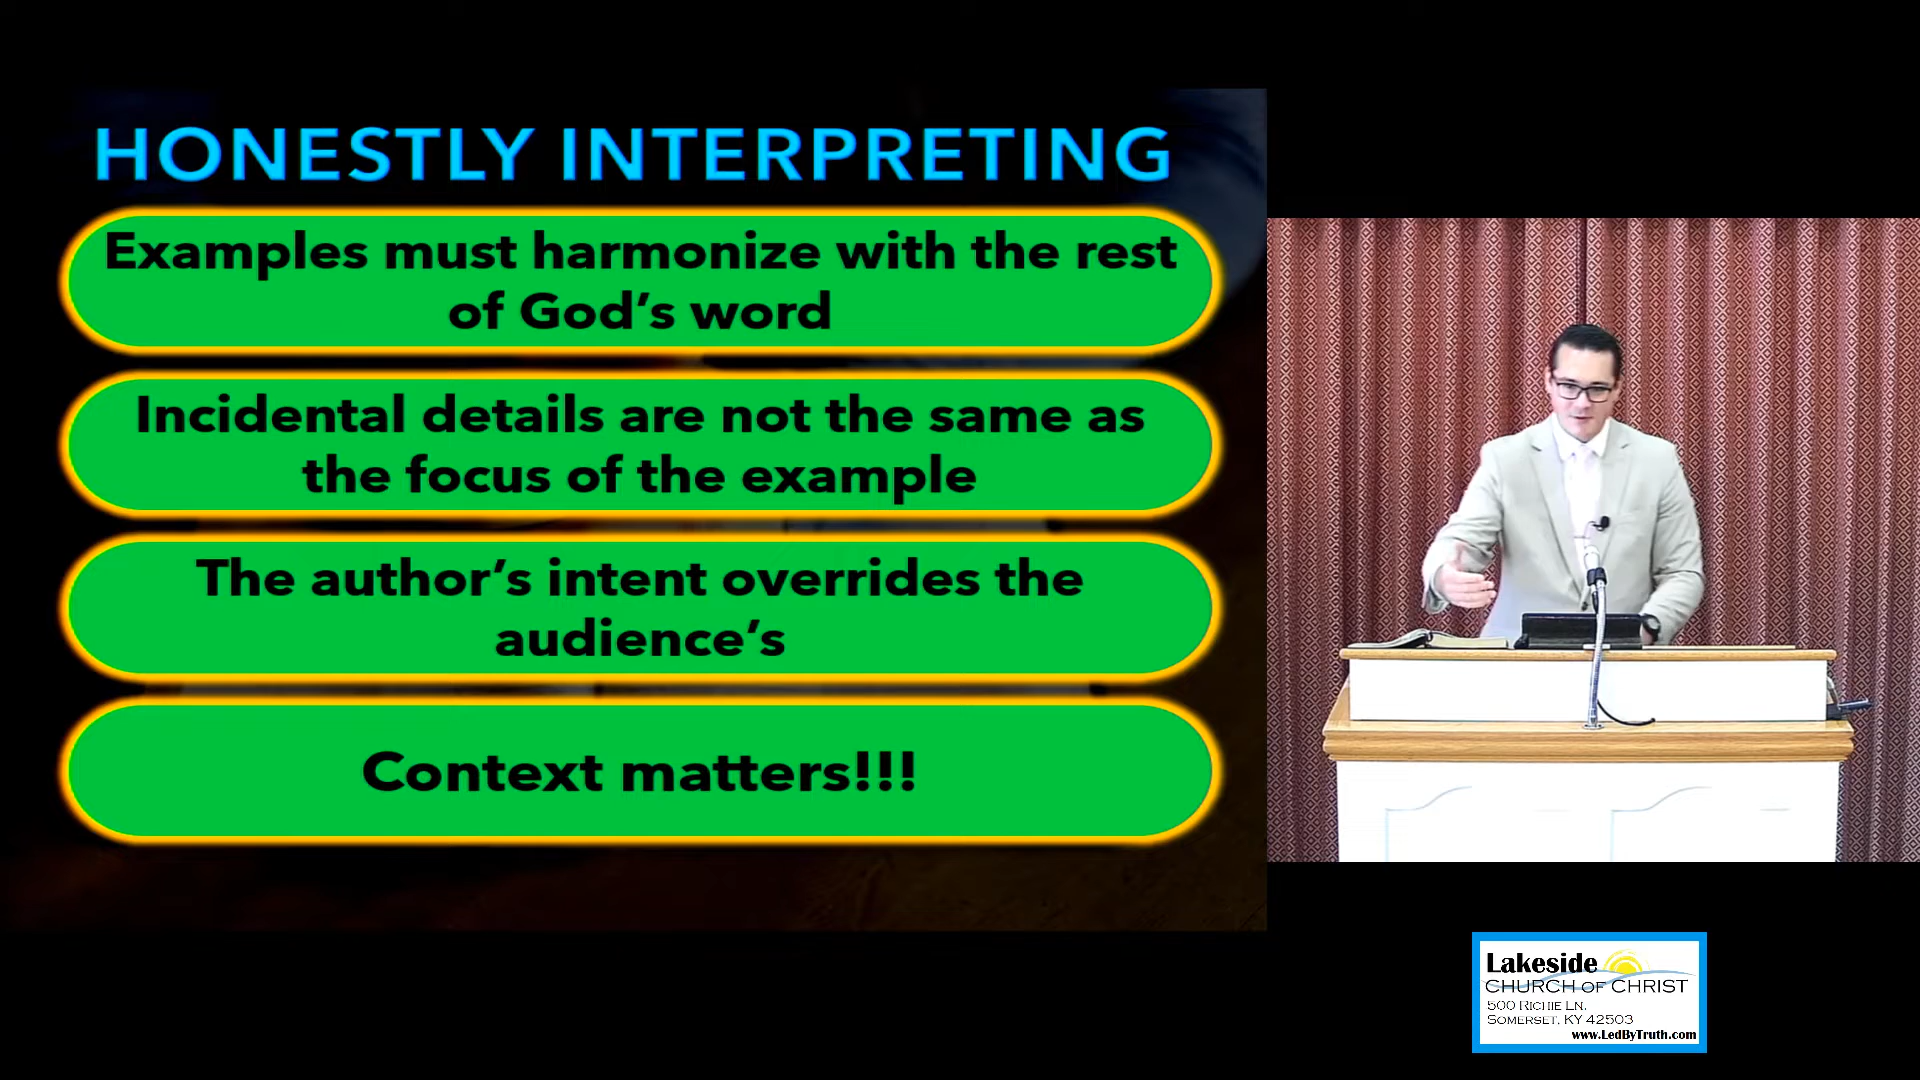 HONESTLY INTERPRETING
Examples must harmonize with the rest
of God’s word
Incidental details are not the same as
the focus of the example
The author’s intent overrides the
audience’s
Context matters!!!
Lakeside
CHURCH OF CHRIST
500 RICHIE LN.
SOMERSET, KY 42503
www.LedByTruth.com